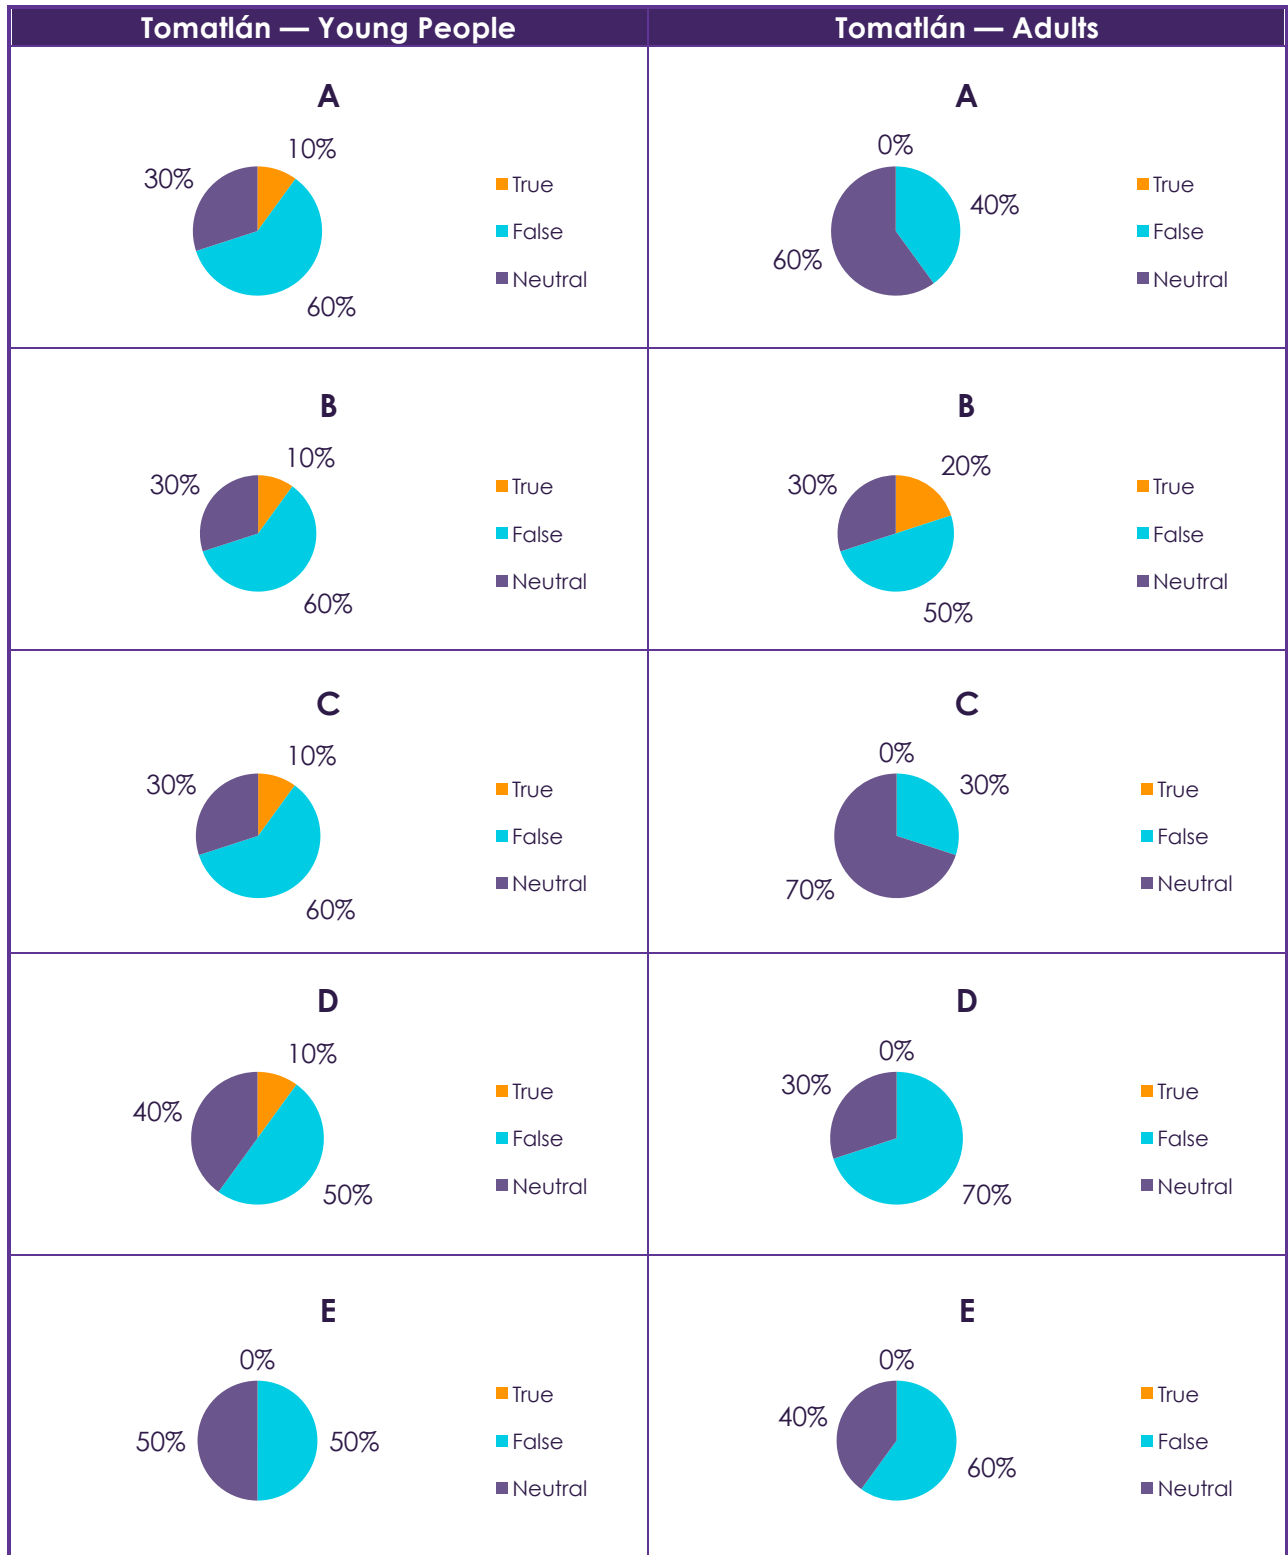 Tomatlán — Young People
Tomatlán — Adults
A
10%
30%
60%
True
False
Neutral
A
0%
40%
60%
True
False
Neutral
B
10%
30%
60%
True
False
Neutral
B
20%
30%
50%
True
False
Neutral
C
10%
30%
60%
True
False
Neutral
C
0%
30%
70%
True
False
Neutral
D
10%
40%
50%
True
False
Neutral
D
0%
30%
70%
True
False
Neutral
E
0%
50%
50%
True
False
Neutral
E
0%
40%
60%
True
False
Neutral